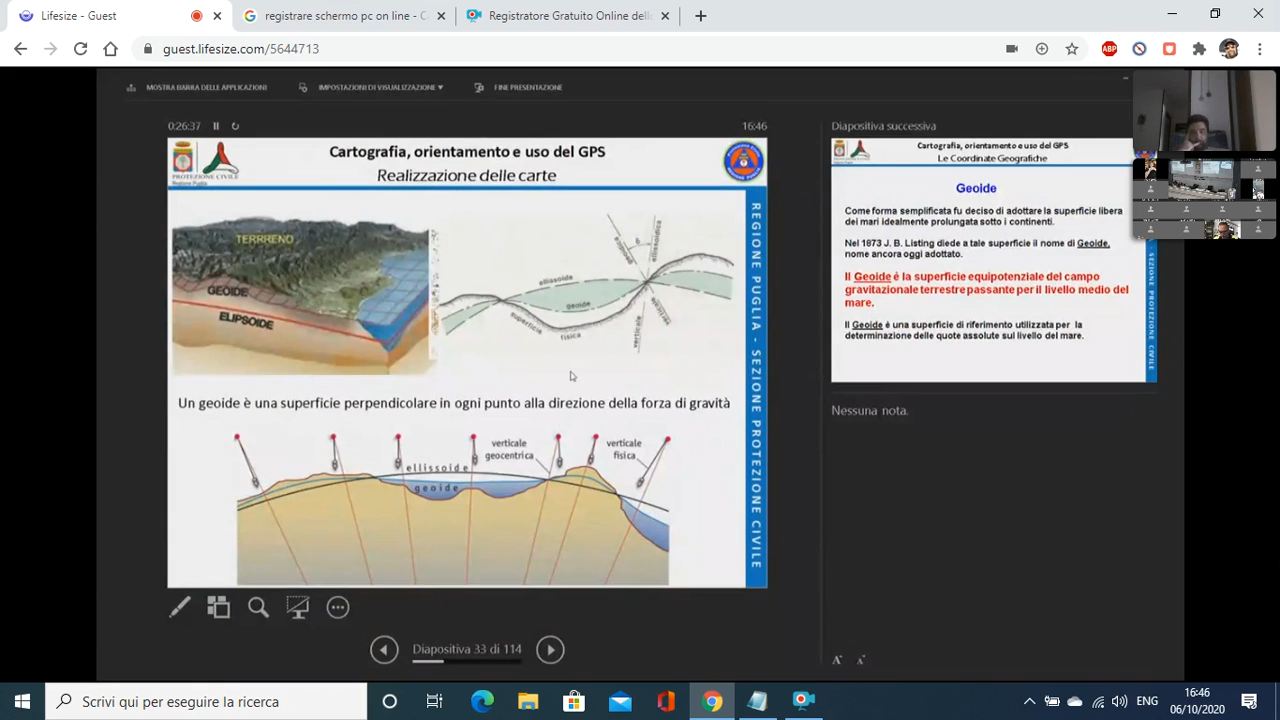 Lifesize - Guest
registrare schermo pc on line - C
Registratore Gratuito Online dell
guest.lifesize.com/5644713
ABP
MOSTRA BARRA DELLE APPLICAZIONI
IMPOSTAZIONI DI VISUALIZZAZIONE ▼
FINE PRESENTAZIONE
0:26:37
16:46
Cartografia, orientamento e uso del GPS
Realizzazione delle carte
PROTEZIONE CIVILE
Regione Puglia
TERRRENO
GEOIDE
ELIPSOIDE
ellissoide
geoide
superficie
fisica
ellissoide
verticale
Un geoide è una superficie perpendicolare in ogni punto alla direzione della forza di gravità
verticale
geocentrica
verticale
fisica
ellissoide
geoide
REGIONE PUGLIA - SEZIONE PROTEZIONE CIVILE
Diapositiva 33 di 114
Diapositiva successiva
Cartografia, orientamento e uso del GPS
Le Coordinate Geografiche
Geoide
Come forma semplificata fu deciso di adottare la superficie libera
dei mari idealmente prolungata sotto i continenti.
Nel 1873 J. B. Listing diede a tale superficie il nome di Geoide,
nome ancora oggi adottato.
Il Geoide é la superficie equipotenziale del campo
gravitazionale terrestre passante per il livello medio del
mare.
Il Geoide è una superficie di riferimento utilizzata per la
determinazione delle quote assolute sul livello del mare.
- SEZIONE PROTEZIONE CIVILE
Nessuna nota.
A
A
Scrivi qui per eseguire la ricerca
ENG
16:46
06/10/2020